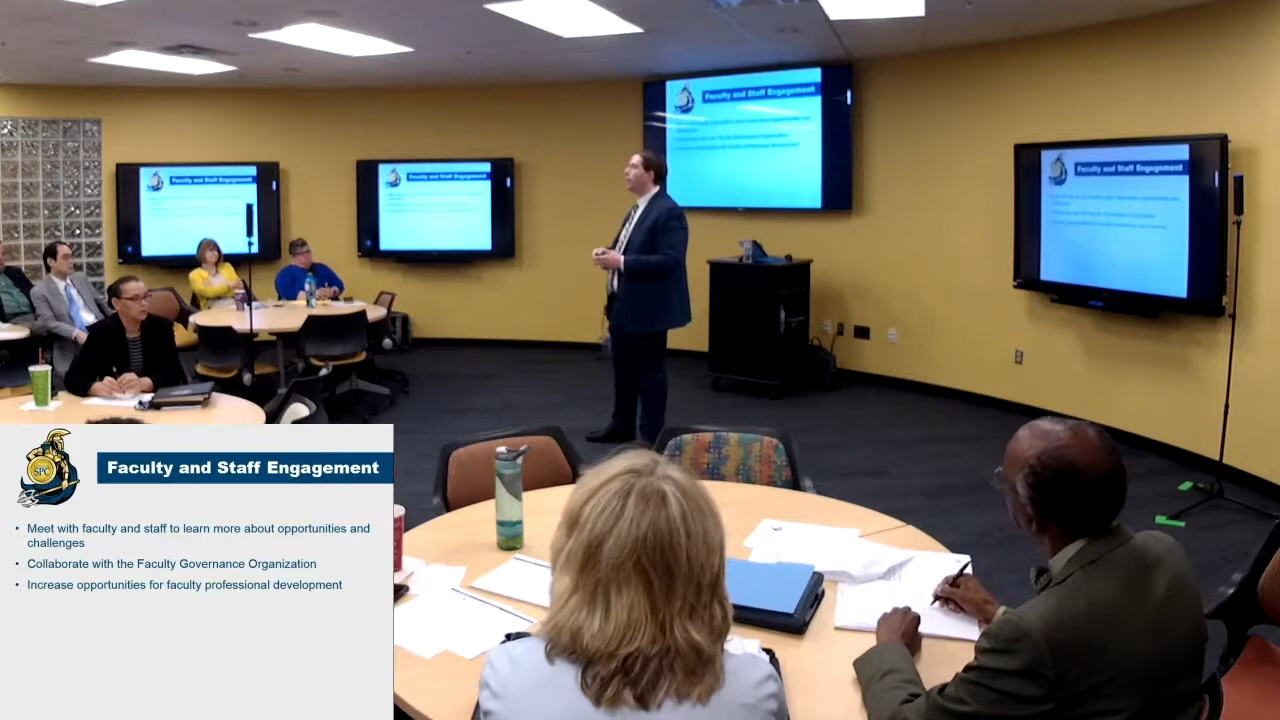 Faculty and Staff Engagement
Faculty and Staff Engagement
Faculty and Staff Engagement
Faculty and Staff Engagement
SPC
Faculty and Staff Engagement
• Meet with faculty and staff to learn more about opportunities and
challenges
• Collaborate with the Faculty Governance Organization
• Increase opportunities for faculty professional development